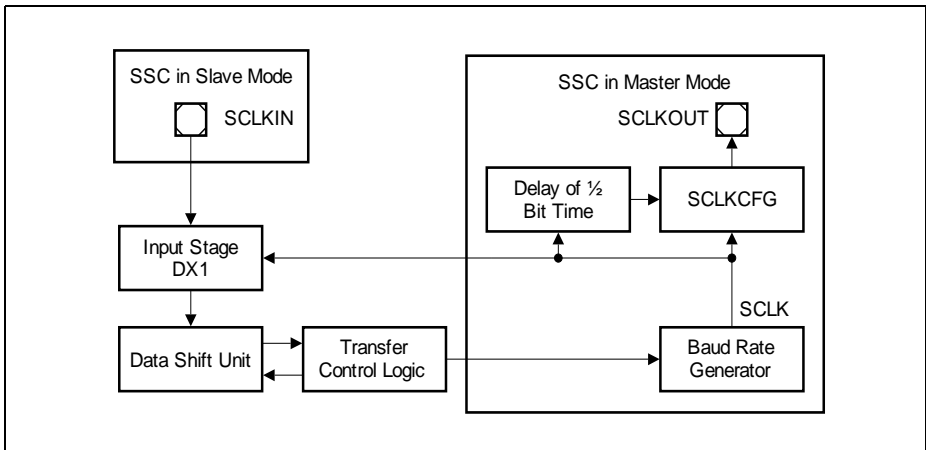 SSC in Slave Mode
SCLKIN
SSC in Master Mode
SCLKOUT
Delay of ½
Bit Time
SCLKCFG
Input Stage
DX1
SCLK
Data Shift Unit
Transfer
Control Logic
Baud Rate
Generator